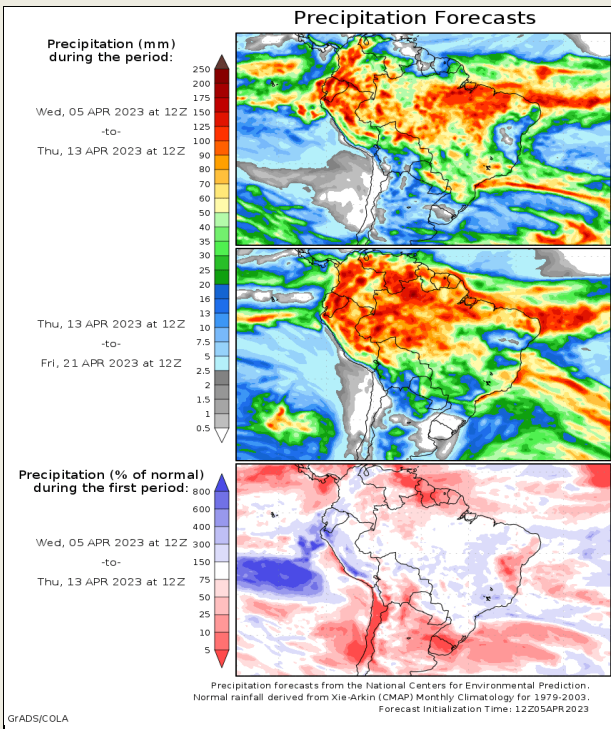 Precipitation Forecasts
Precipitation (mm)
during the period:
Wed, 05 APR 2023 at 12Z
-to-
Thu, 13 APR 2023 at 12Z
250
200
175
150
125
100
90
80
70
60
50
40
35
30
25
20
16
13
10
7.5
5
2.5
2
1.5
1
0.5
Thu, 13 APR 2023 at 12Z
-to-
Fri, 21 APR 2023 at 12Z
Precipitation (% of normal)
during the first period:
Wed, 05 APR 2023 at 12Z
-to-
Thu, 13 APR 2023 at 12Z
800
600
400
300
150
75
50
25
10
5
Precipitation forecasts from the National Centers for Environmental Prediction.
Normal rainfall derived from Xie-Arkin (CMAP) Monthly Climatology for 1979-2003.
Forecast Initialization Time: 12Z05APR2023
GrADS/COLA